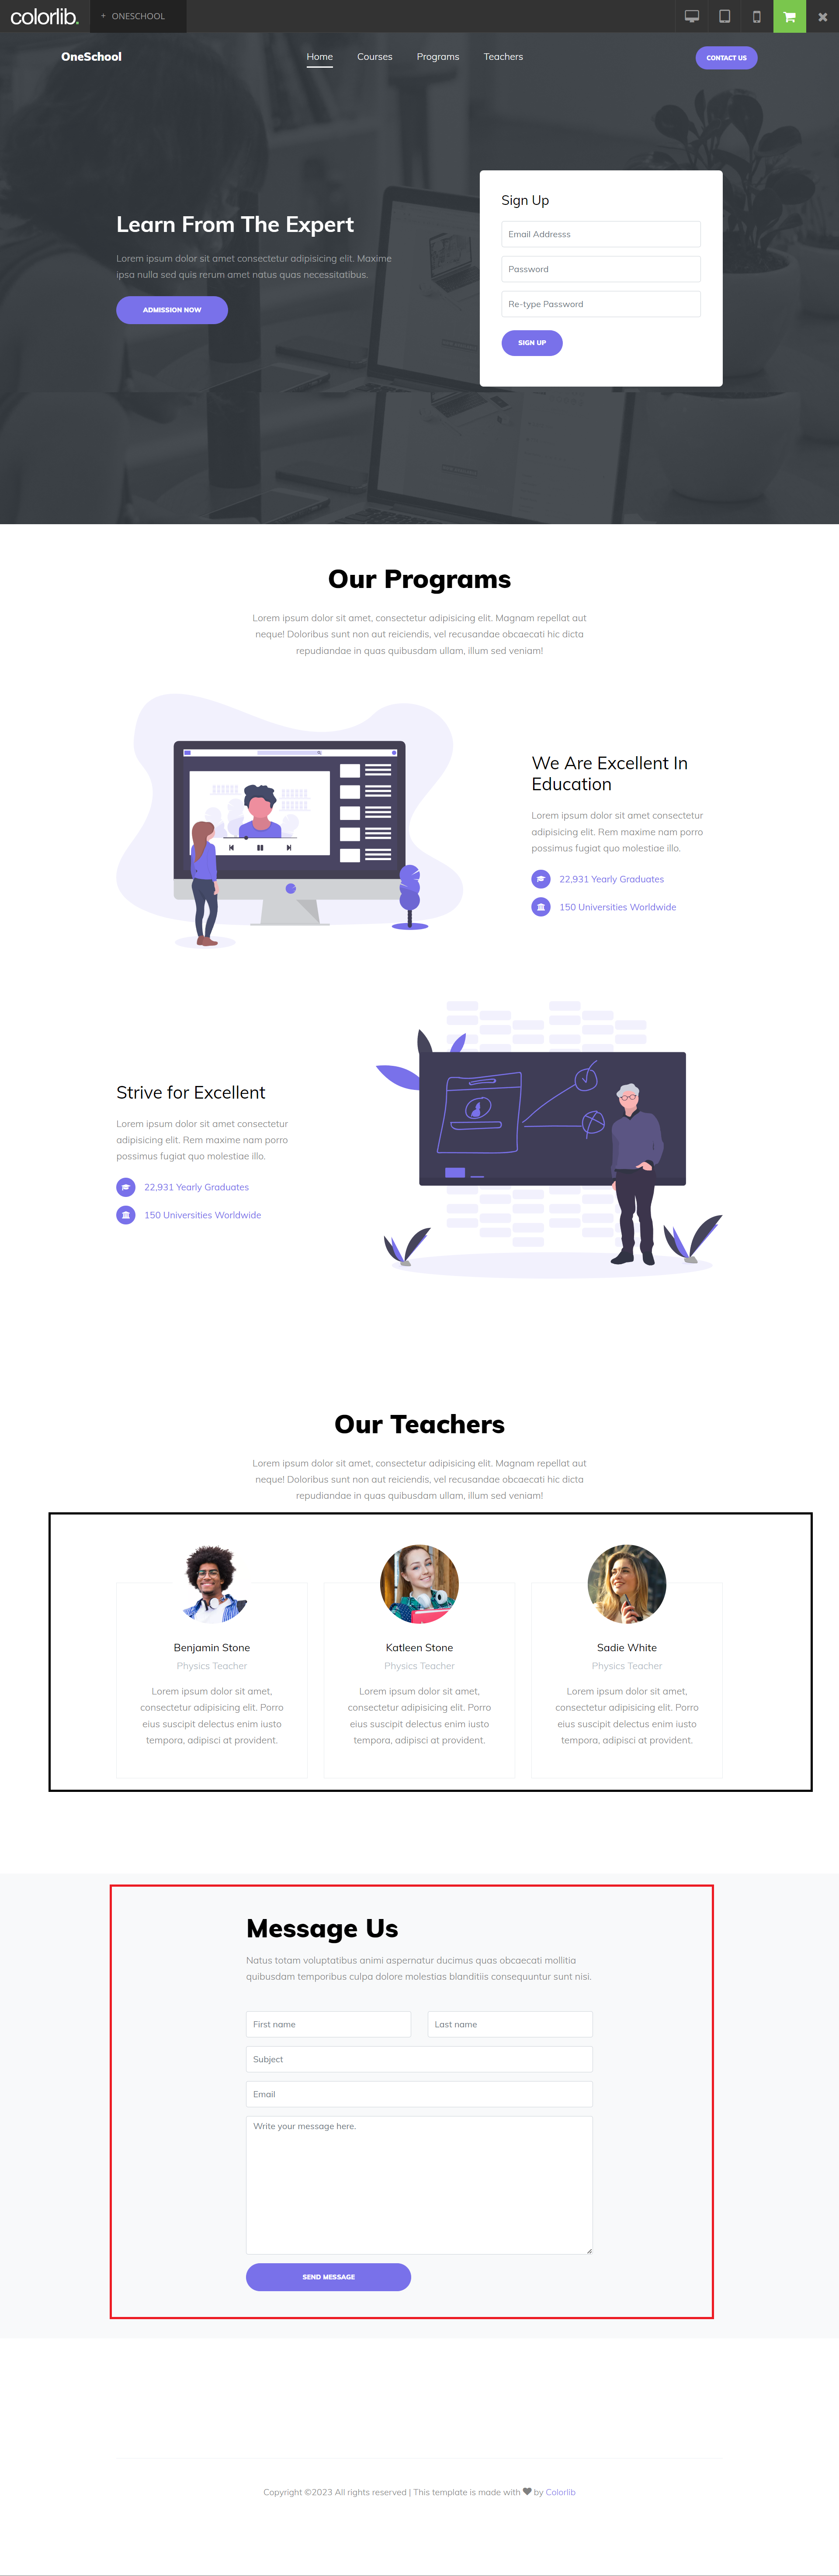 colorlib.
+ ONESCHOOL
OneSchool
Home Courses Programs Teachers
CONTACT US
Learn From The Expert
Lorem ipsum dolor sit amet consectetur adipisicing elit. Maxime
ipsa nulla sed quis rerum amet natus quas necessitatibus.
ADMISSION NOW
Sign Up
Email Addresss
Password
Re-type Password
SIGN UP
Our Programs
Lorem ipsum dolor sit amet, consectetur adipisicing elit. Magnam repellat aut
neque! Doloribus sunt non aut reiciendis, vel recusandae obcaecati hic dicta
repudiandae in quas quibusdam ullam, illum sed veniam!
We Are Excellent In
Education
Lorem ipsum dolor sit amet consectetur
adipisicing elit. Rem maxime nam porro
possimus fugiat quo molestiae illo.
22,931 Yearly Graduates
150 Universities Worldwide
Strive for Excellent
Lorem ipsum dolor sit amet consectetur
adipisicing elit. Rem maxime nam porro
possimus fugiat quo molestiae illo.
22,931 Yearly Graduates
150 Universities Worldwide
Our Teachers
Lorem ipsum dolor sit amet, consectetur adipisicing elit. Magnam repellat aut
neque! Doloribus sunt non aut reiciendis, vel recusandae obcaecati hic dicta
repudiandae in quas quibusdam ullam, illum sed veniam!
Benjamin Stone
Physics Teacher
Lorem ipsum dolor sit amet,
consectetur adipisicing elit. Porro
eius suscipit delectus enim iusto
tempora, adipisci at provident.
Katleen Stone
Physics Teacher
Lorem ipsum dolor sit amet,
consectetur adipisicing elit. Porro
eius suscipit delectus enim iusto
tempora, adipisci at provident.
Sadie White
Physics Teacher
Lorem ipsum dolor sit amet,
consectetur adipisicing elit. Porro
eius suscipit delectus enim iusto
tempora, adipisci at provident.
Message Us
Natus totam voluptatibus animi aspernatur ducimus quas obcaecati mollitia
quibusdam temporibus culpa dolore molestias blanditiis consequuntur sunt nisi.
First name
Last name
Subject
Email
Write your message here.
SEND MESSAGE
Copyright ©2023 All rights reserved | This template is made with ♥ by Colorlib